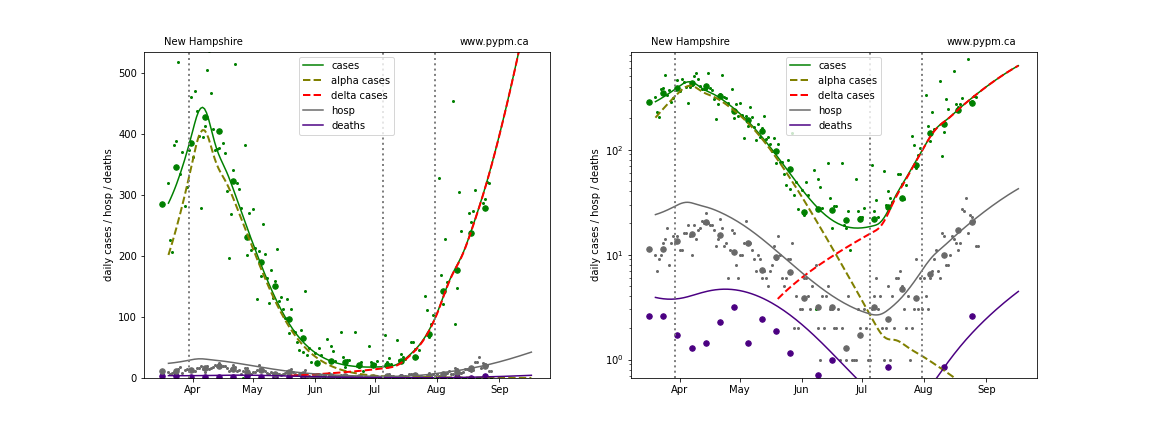 New Hampshire
www.pypm.ca
daily cases / hosp / deaths
500
400
300
200
100
0
cases
alpha cases
delta cases
hosp
deaths
Apr
May
Jun
Jul
Aug
Sep
New Hampshire
www.pypm.ca
daily cases / hosp / deaths
10²
10¹
10⁰
cases
alpha cases
delta cases
hosp
deaths
Apr
May
Jun
Jul
Aug
Sep